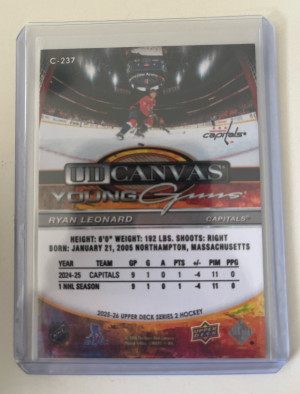 C-237
capitals
UD CANVAS
YOUNG Guns
RYAN LEONARD CAPITALS
HEIGHT: 6'0" WEIGHT: 192 LBS. SHOOTS: RIGHT
BORN: JANUARY 21, 2005 NORTHAMPTON, MASSACHUSETTS
YEAR TEAM GP G A PTS +/- PIM PPG
2024-25 CAPITALS 9 1 0 1 -4 11 0
1 NHL SEASON 9 1 0 1 -4 11 0
2025-26 UPPER DECK SERIES 2 HOCKEY
UPPER DECK